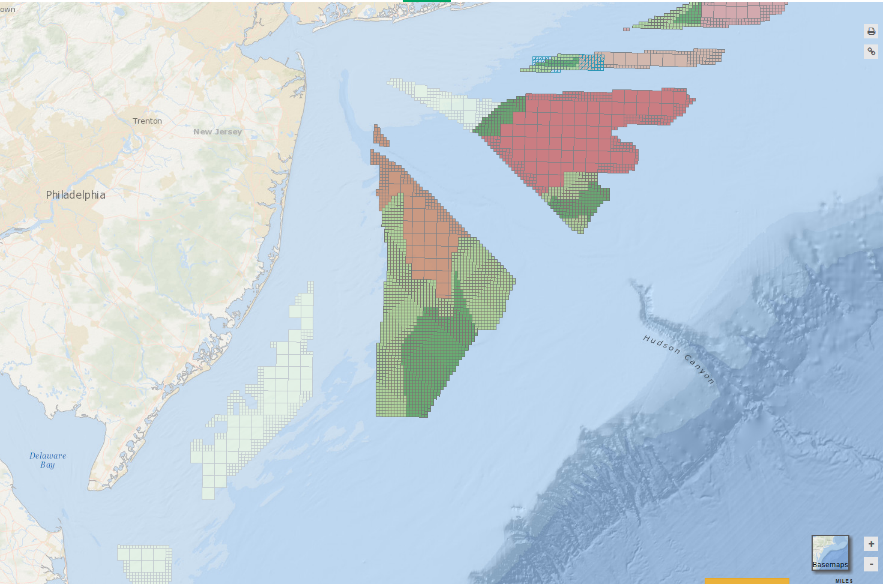 own
Trenton
New Jersey
Philadelphia
Hudson Canyon
Delaware
Bay
Basemaps
+
-
MILES